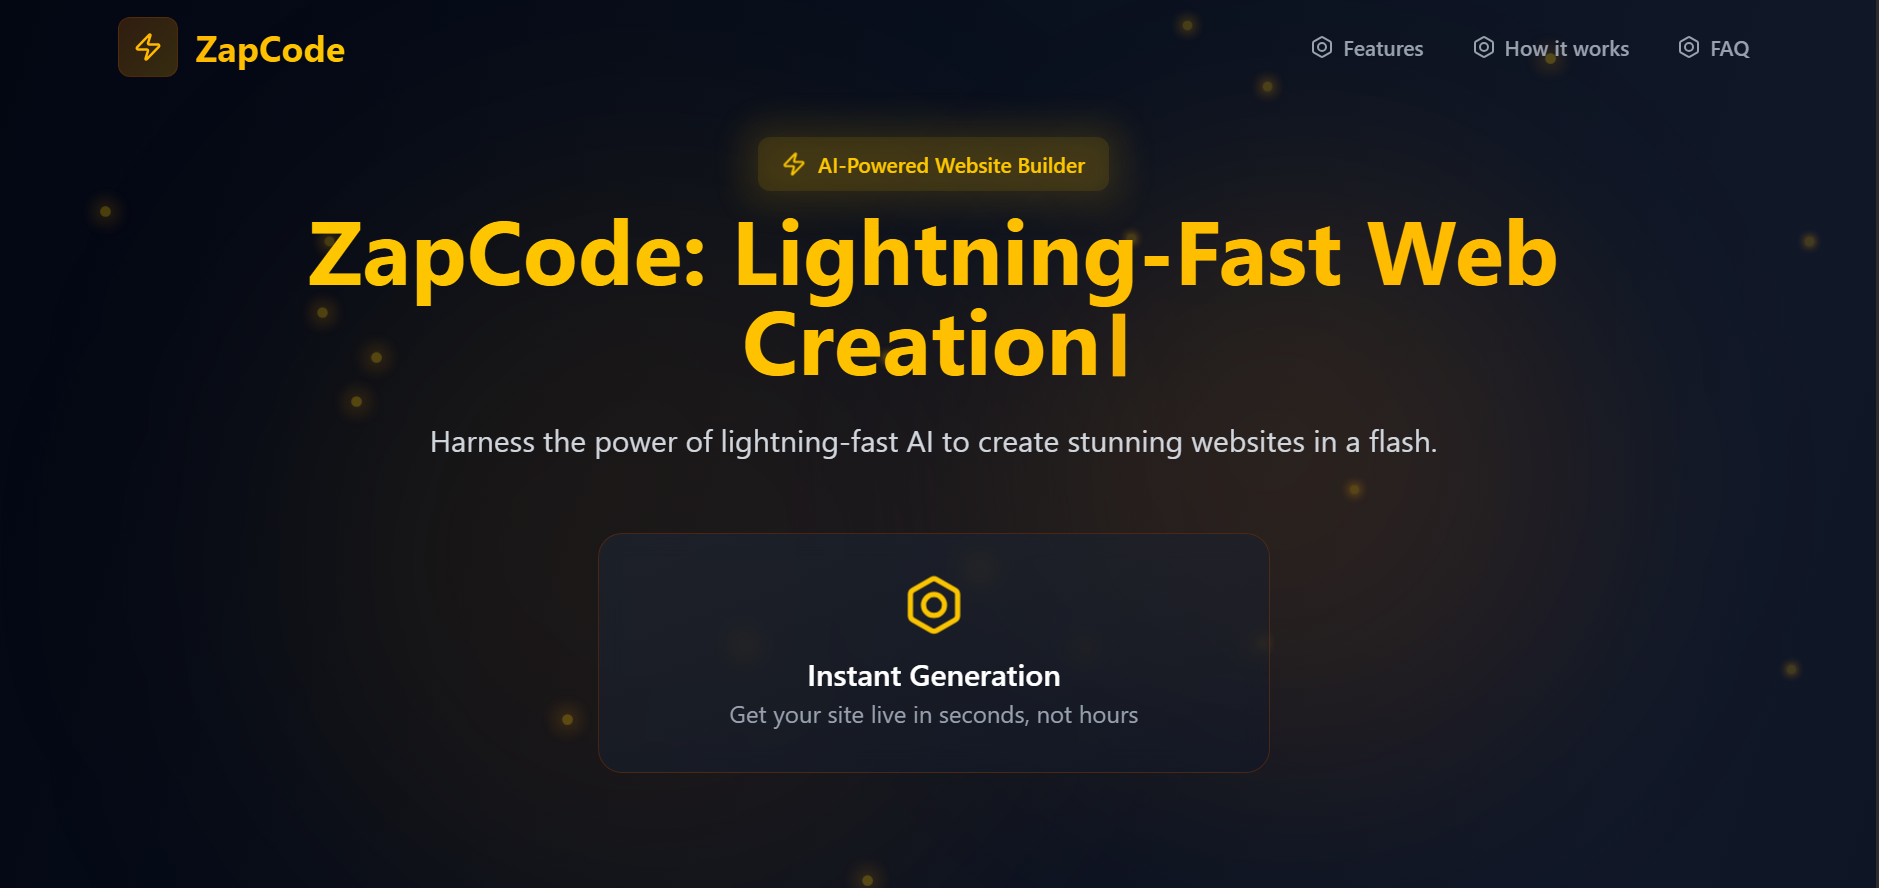 ZapCode
Features
How it works
FAQ
AI-Powered Website Builder
ZapCode: Lightning-Fast Web
Creation
Harness the power of lightning-fast AI to create stunning websites in a flash.
Instant Generation
Get your site live in seconds, not hours